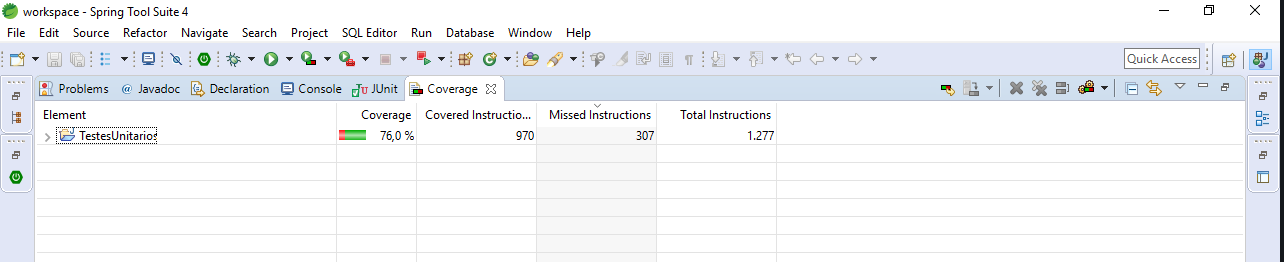 workspace - Spring Tool Suite 4
File Edit Source Refactor Navigate Search Project SQL Editor Run Database Window Help
Quick Access
Problems @ Javadoc Declaration Console JUnit Coverage
Element Coverage Covered Instructio... Missed Instructions Total Instructions
TestesUnitarios 76,0 % 970 307 1.277